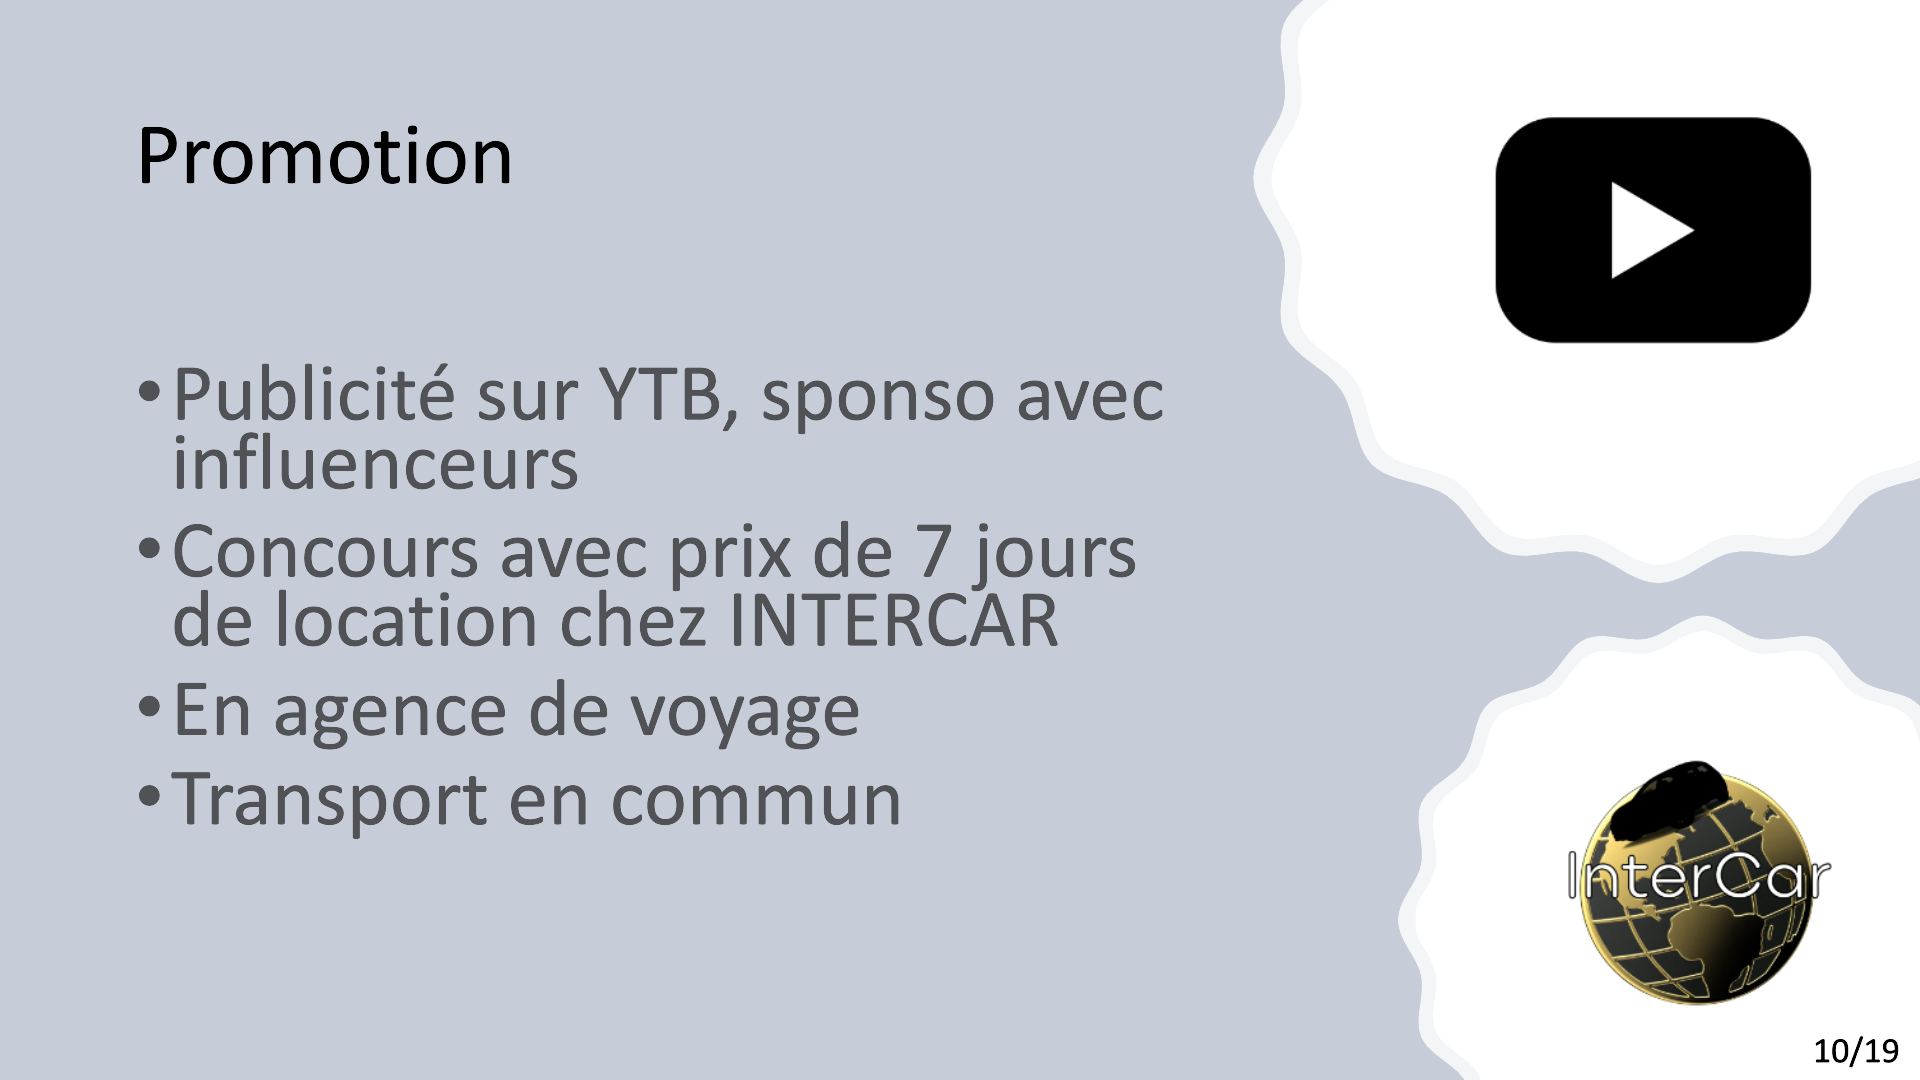 Promotion
•Publicité sur YTB, sponso avec
influenceurs
•Concours avec prix de 7 jours
de location chez INTERCAR
•En agence de voyage
•Transport en commun
InterCar
10/19